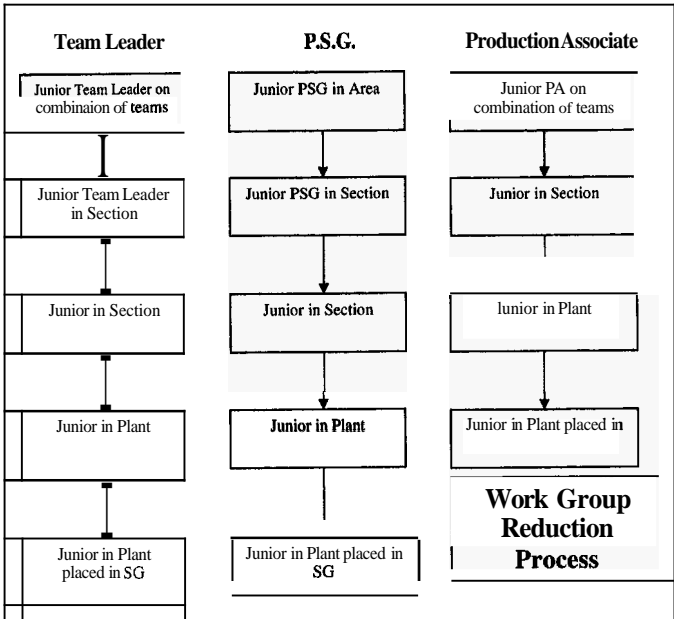 Team Leader
Junior Team Leader on
combinaion of teams
Junior Team Leader
in Section
Junior in Section
Junior in Plant
Junior in Plant
placed in SG
P.S.G.
Junior PSG in Area
Junior PSG in Section
Junior in Section
Junior in Plant
Junior in Plant placed in
SG
Production Associate
Junior PA on
combination of teams
Junior in Section
lunior in Plant
Junior in Plant placed in
Work Group
Reduction
Process